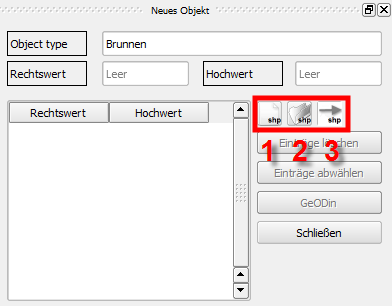 Neues Objekt
Object type
Brunnen
Rechtswert
Leer
Hochwert
Leer
Rechtswert
Hochwert
shp
shp
shp
1
2
3
Einträge löschen
Einträge abwählen
GeODin
Schließen